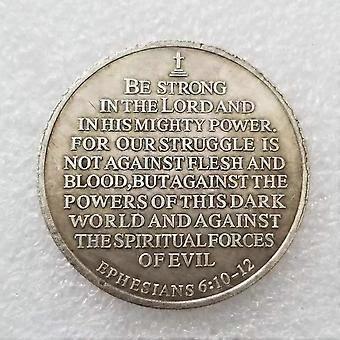 BE STRONG
IN THE LORD AND
IN HIS MIGHTY POWER.
FOR OUR STRUGGLE IS
NOT AGAINST FLESH AND
BLOOD, BUT AGAINST THE
POWERS OF THIS DARK
WORLD AND AGAINST
THE SPIRITUAL FORCES
OF EVIL
EPHESIANS 6:10-12